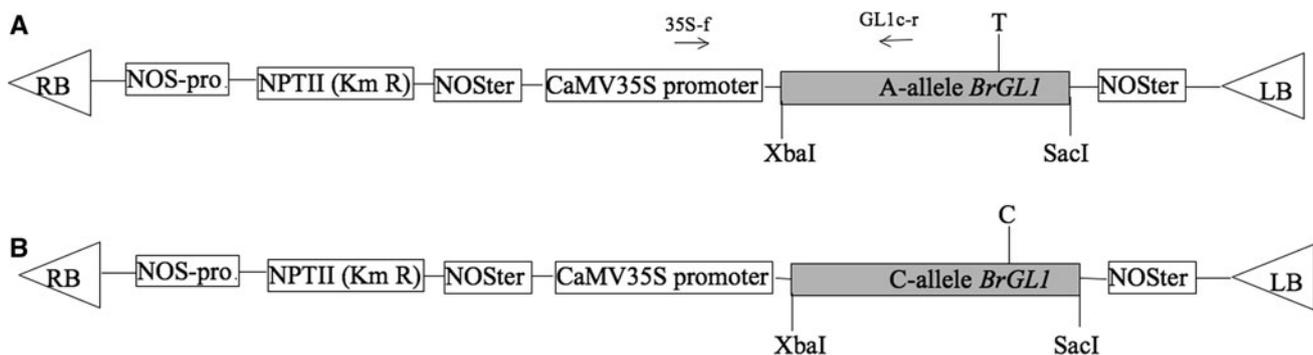 A
35S-f GL1c-r T
RB NOS-pro. NPTII (Km R) NOSter CaMV35S promoter A-allele BrGL1 NOSter LB
XbaI SacI
B
C
RB NOS-pro. NPTII (Km R) NOSter CaMV35S promoter C-allele BrGL1 NOSter LB
XbaI SacI